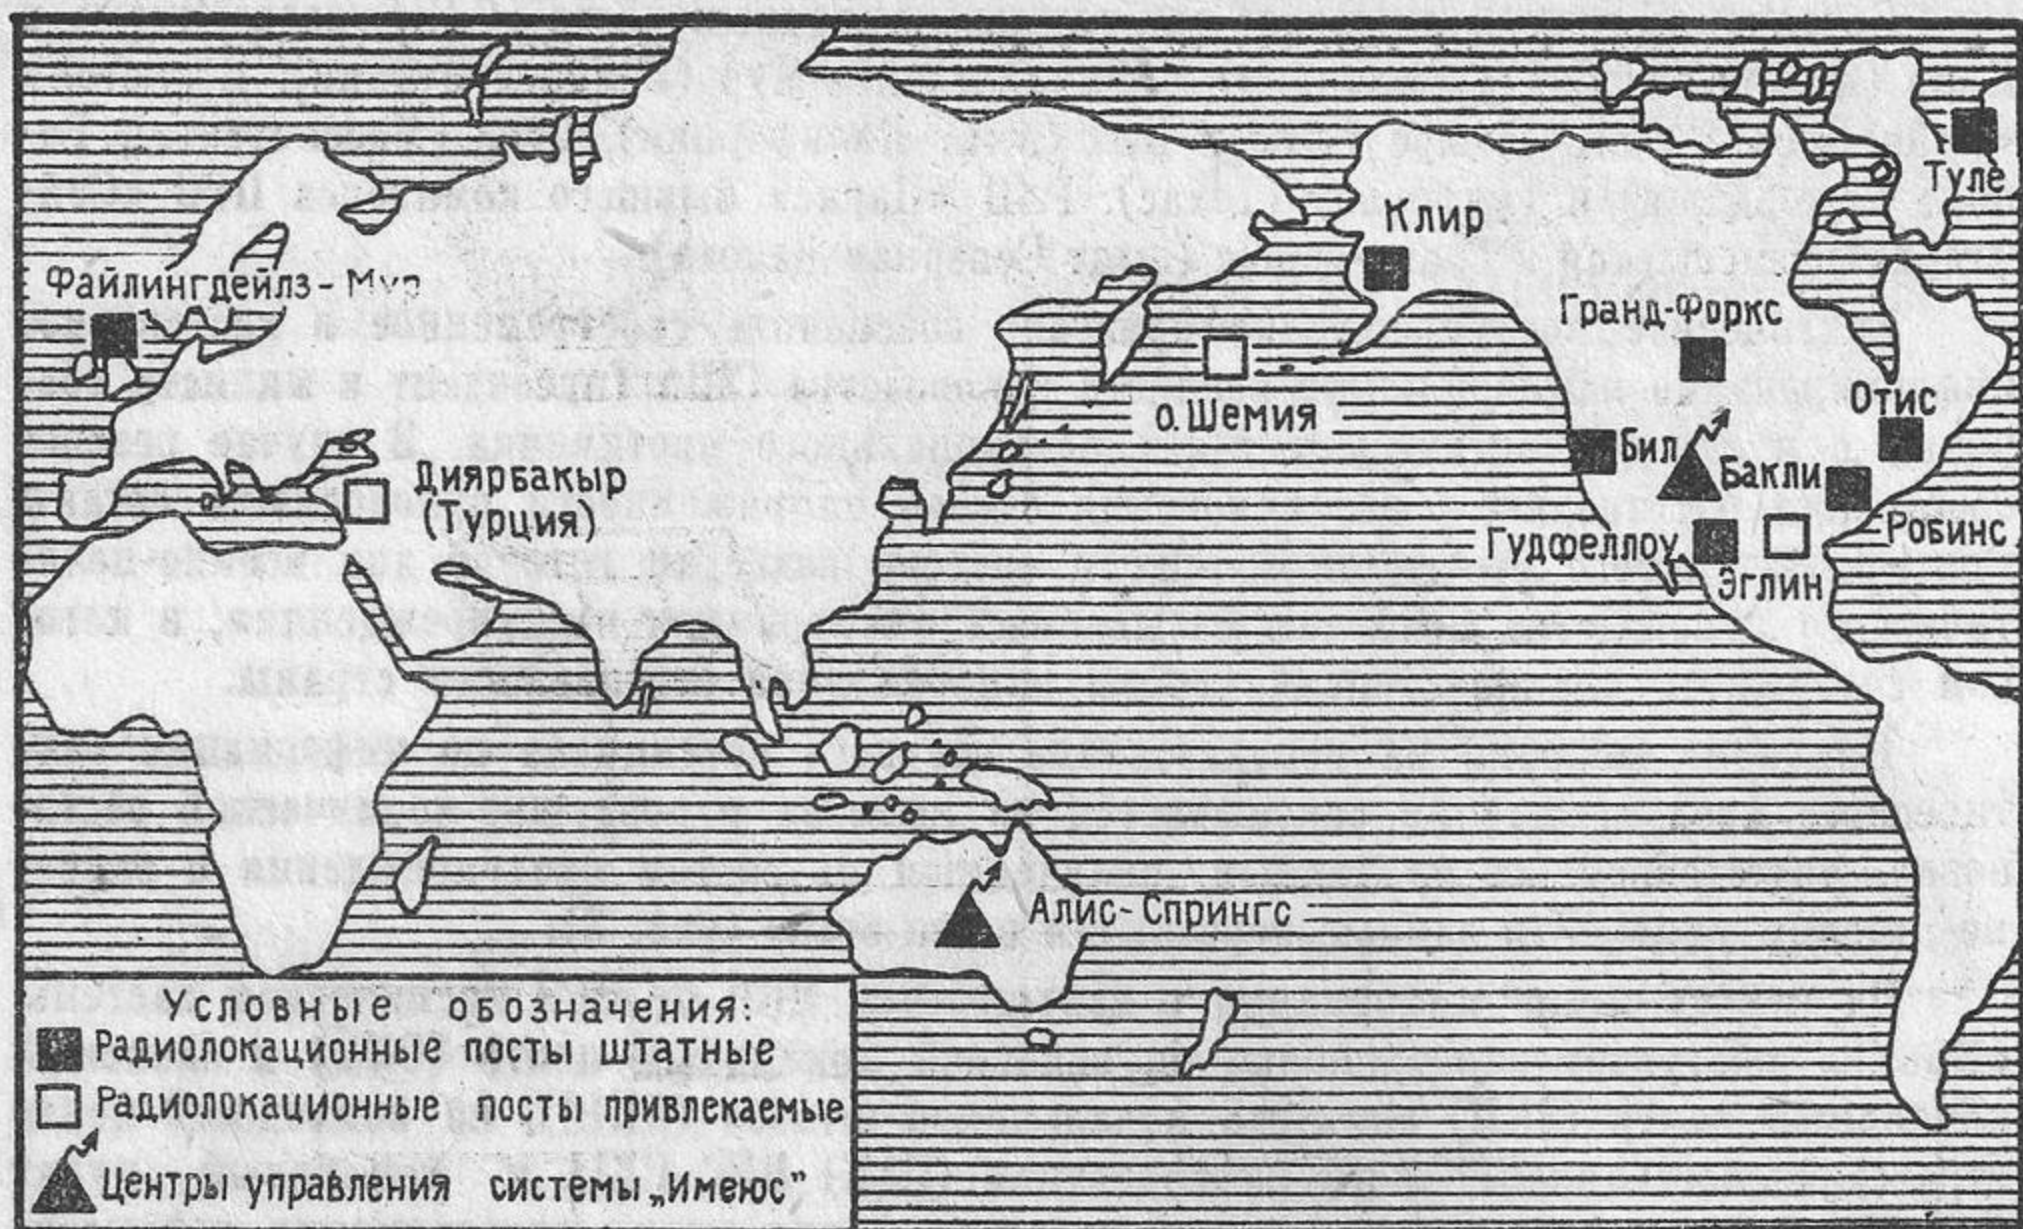 Туле
Клир
Файлингдейлз-Мур
Гранд-Форкс
Отис
о. Шемия
Бил
Бакли
Диярбакыр
(Турция)
Робинс
Гудфеллоу
Эглин
Алис-Спрингс
Условные обозначения:
Радиолокационные посты штатные
Радиолокационные посты привлекаемые
Центры управления системы „Имеюс”